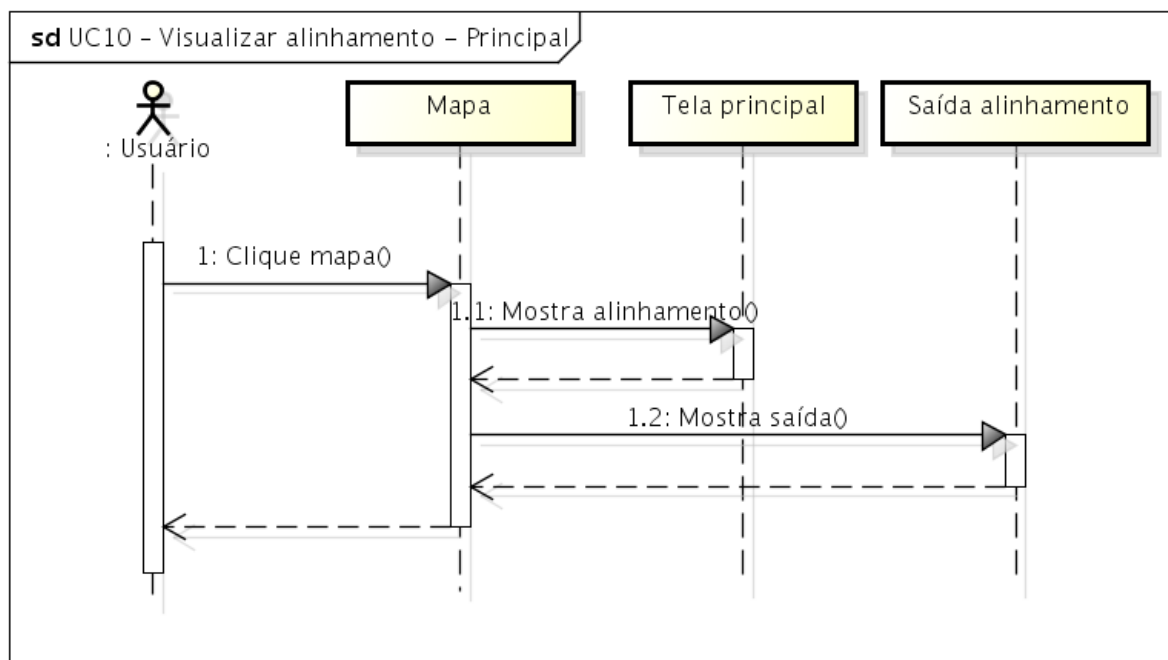 sd UC10 – Visualizar alinhamento – Principal
: Usuário
Mapa
Tela principal
Saída alinhamento
1: Clique mapa()
1.1: Mostra alinhamento()
1.2: Mostra saída()